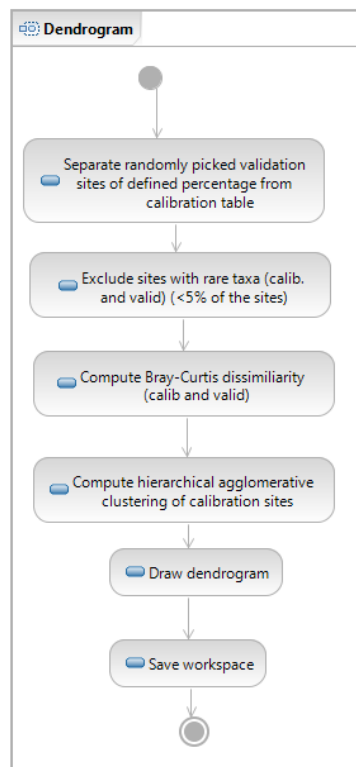 Dendrogram
Separate randomly picked validation
sites of defined percentage from
calibration table
Exclude sites with rare taxa (calib.
and valid) (<5% of the sites)
Compute Bray-Curtis dissimiliarity
(calib and valid)
Compute hierarchical agglomerative
clustering of calibration sites
Draw dendrogram
Save workspace